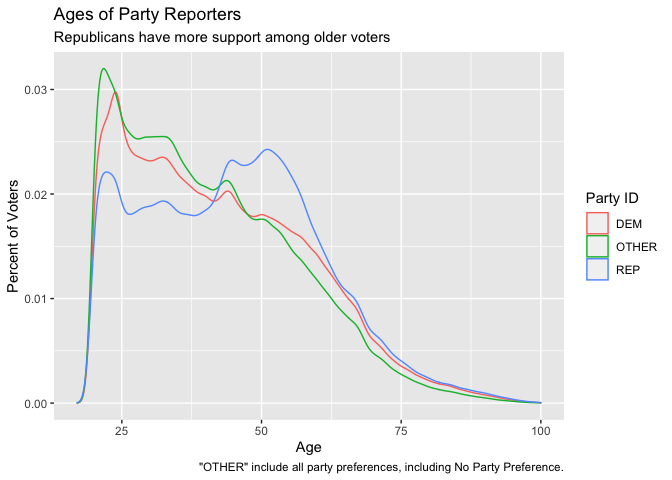 Ages of Party Reporters
Republicans have more support among older voters
Percent of Voters
0.03
0.02
0.01
0.00
25
50
75
100
Age
Party ID
DEM
OTHER
REP
"OTHER" include all party preferences, including No Party Preference.